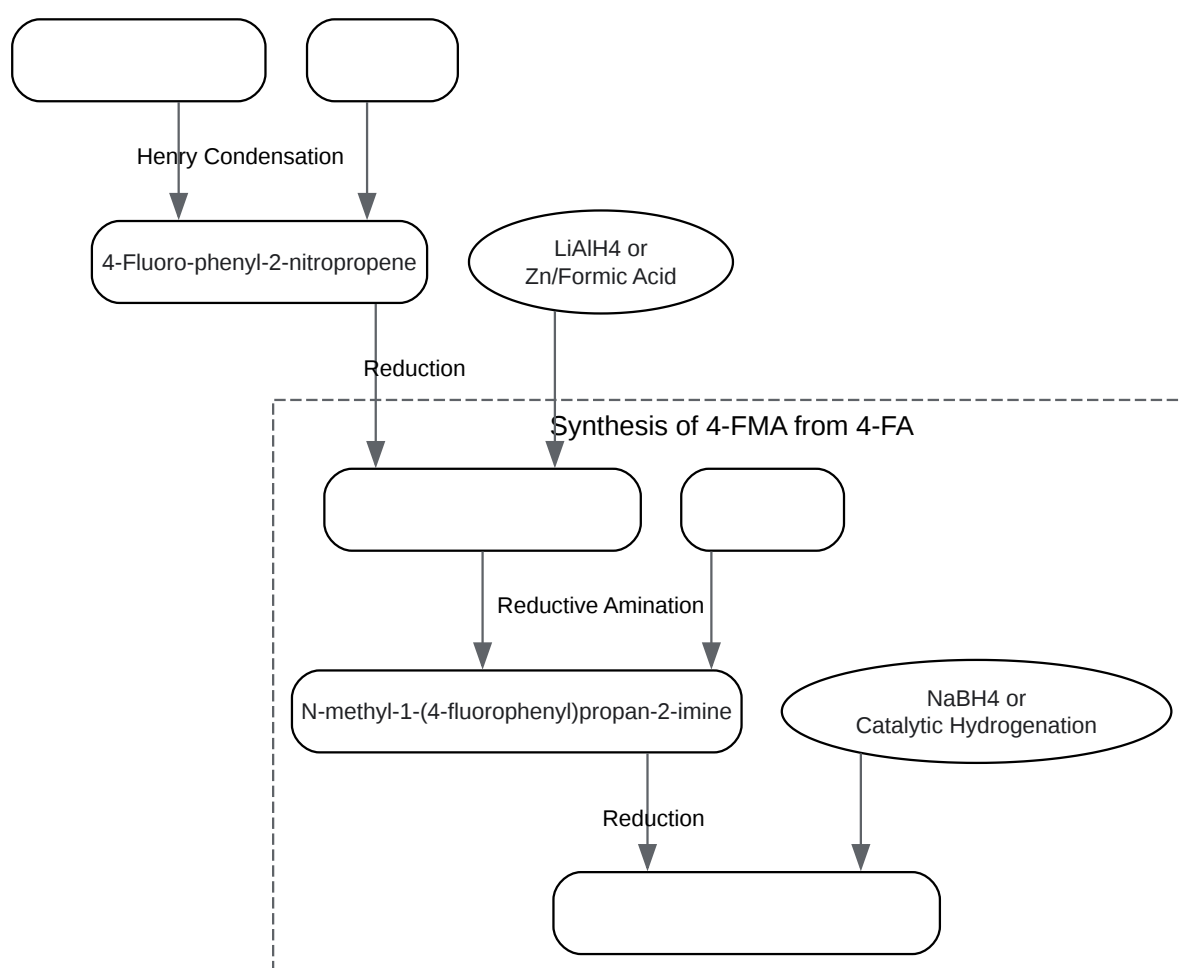 Henry Condensation
4-Fluoro-phenyl-2-nitropropene
LiAlH4 or
Zn/Formic Acid
Reduction
Synthesis of 4-FMA from 4-FA
Reductive Amination
N-methyl-1-(4-fluorophenyl)propan-2-imine
NaBH4 or
Catalytic Hydrogenation
Reduction